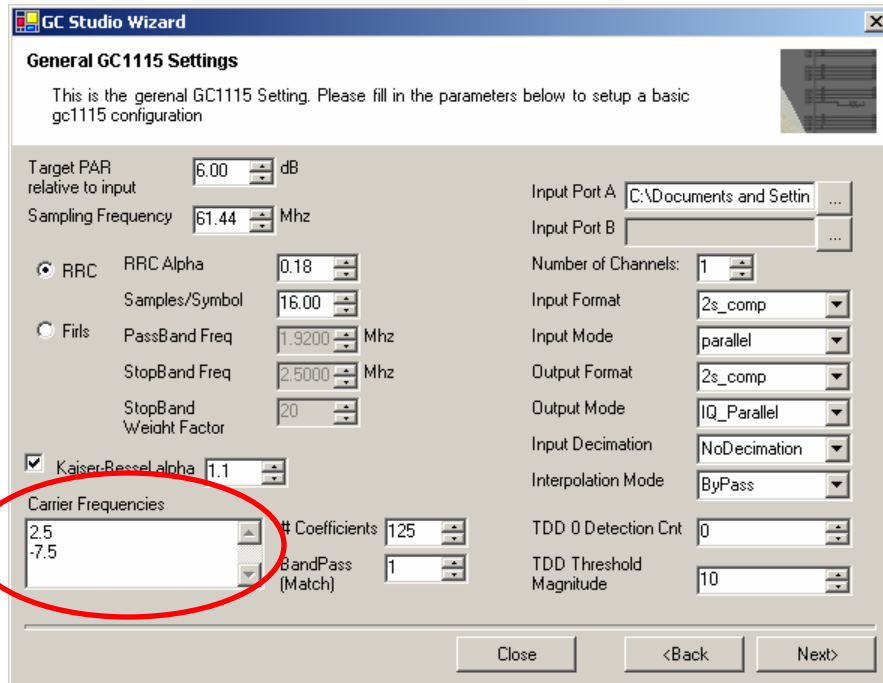 GC Studio Wizard
General GC1115 Settings
This is the gerenal GC1115 Setting. Please fill in the parameters below to setup a basic
gc1115 configuration
Target PAR
relative to input
6.00
dB
Sampling Frequency
61.44
Mhz
RRC
RRC Alpha
0.18
Samples/Symbol
16.00
Firls
PassBand Freq
1.9200
Mhz
StopBand Freq
2.5000
Mhz
StopBand
Weight Factor
20
Kaiser-Bessel alpha
1.1
Carrier Frequencies
2.5
-7.5
# Coefficients
125
BandPass
(Match)
1
Input Port A
C:\Documents and Settin
...
Input Port B
...
Number of Channels:
1
Input Format
2s_comp
Input Mode
parallel
Output Format
2s_comp
Output Mode
IQ_Parallel
Input Decimation
NoDecimation
Interpolation Mode
ByPass
TDD 0 Detection Cnt
0
TDD Threshold
Magnitude
10
Close
<Back
Next>